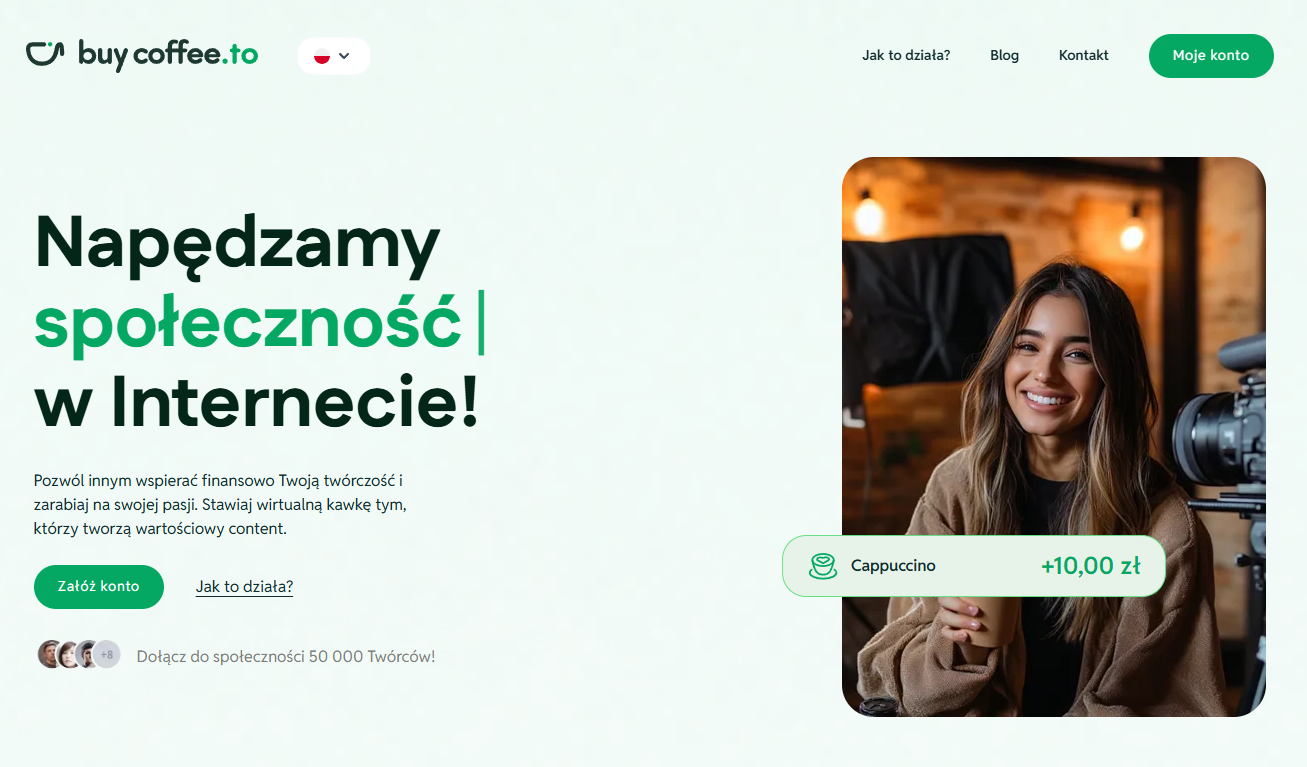 buy coffee.to
Jak to działa?
Blog
Kontakt
Moje konto
Napędzamy
społeczność|
w Internecie!
Pozwól innym wspierać finansowo Twoją twórczość i
zarabiaj na swojej pasji. Stawiaj wirtualną kawkę tym,
którzy tworzą wartościowy content.
Załóż konto
Jak to działa?
+8
Dołącz do społeczności 50 000 Twórców!
Cappuccino
+10,00 zł